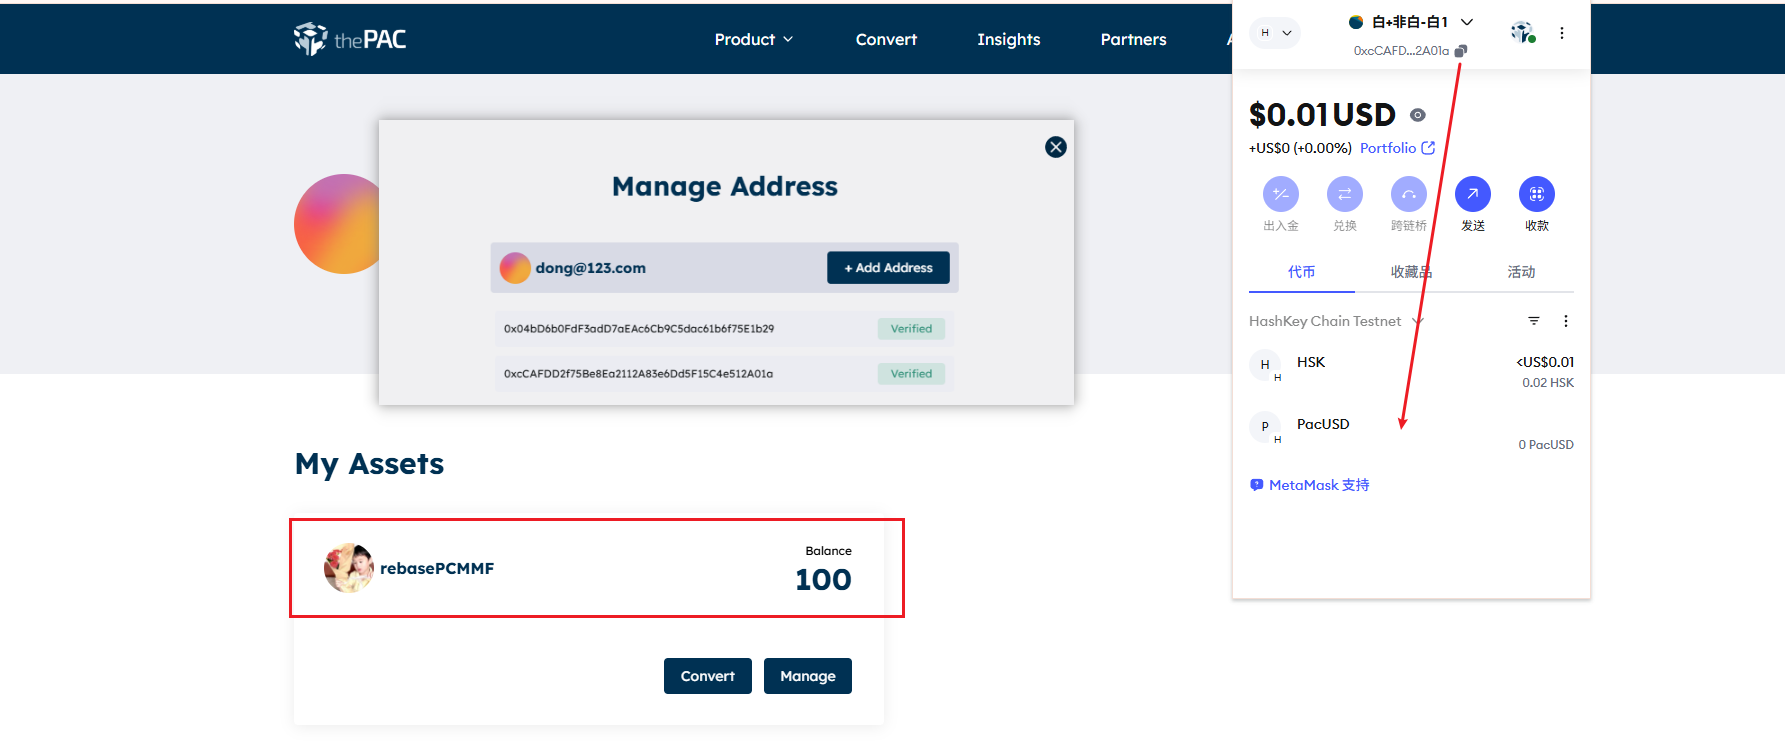 thePAC
Product
Convert
Insights
Partners
Manage Address
dong@123.com
+ Add Address
0x04bD6b0FdF3adD7aEAc6Cb9C5dac61b6f75E1b29
Verified
0xcCAFDD2f75Be8Ea2112A83e6Dd5F15C4e512A01a
Verified
My Assets
rebasePCMMF
Balance
100
Convert
Manage
H
白+非白-白1
0xcCAFD...2A01a
$0.01 USD
+US$0 (+0.00%) Portfolio
出入金
兑换
跨链桥
发送
收款
代币
收藏品
活动
HashKey Chain Testnet
H
H
HSK
<US$0.01
0.02 HSK
P
H
PacUSD
0 PacUSD
MetaMask 支持